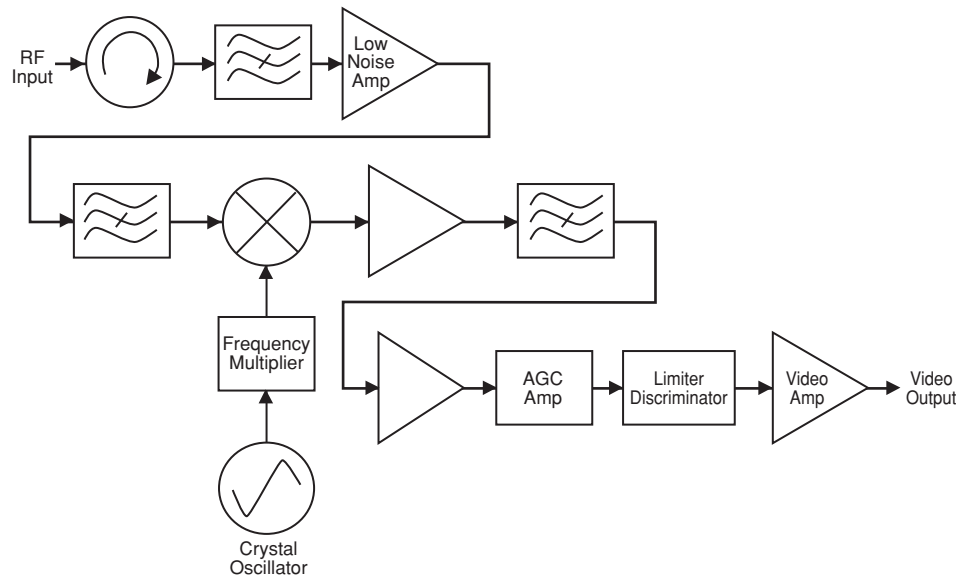 RF
Input
Low
Noise
Amp
Frequency
Multiplier
AGC
Amp
Limiter
Discriminator
Video
Amp
Video
Output
Crystal
Oscillator